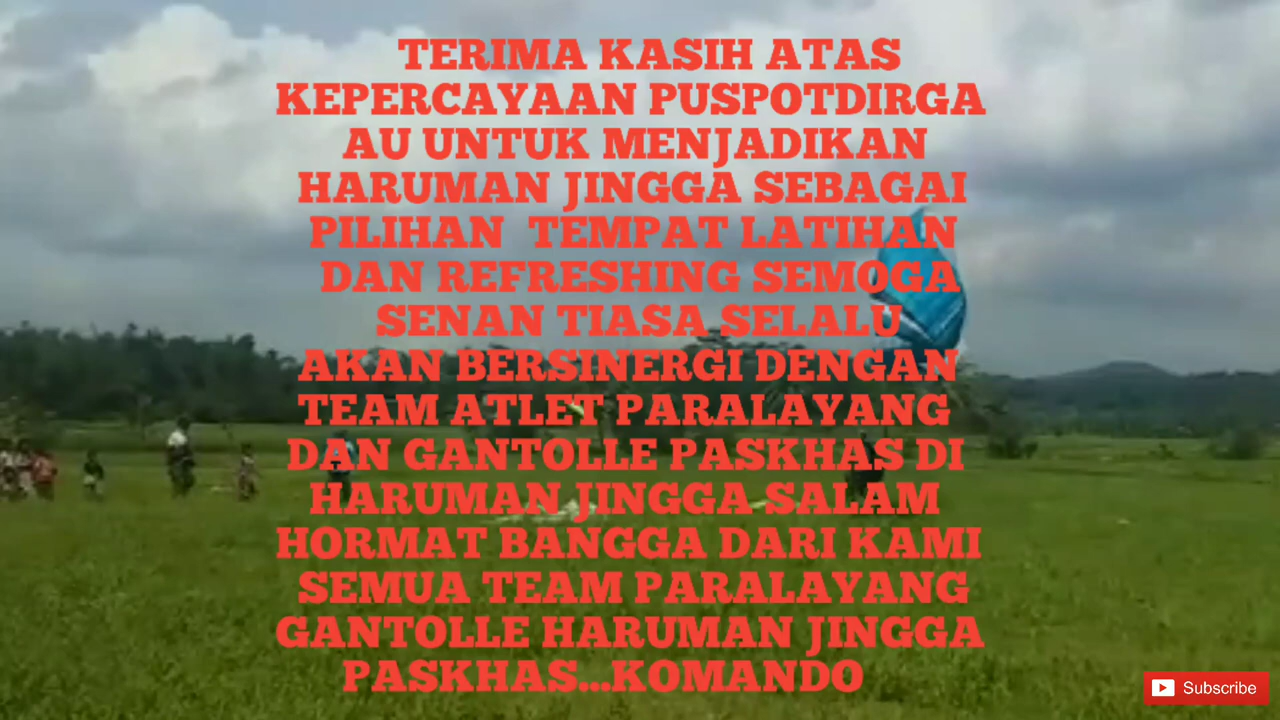 TERIMA KASIH ATAS
KEPERCAYAAN PUSPOTDIRGA
AU UNTUK MENJADIKAN
HARUMAN JINGGA SEBAGAI
PILIHAN TEMPAT LATIHAN
DAN REFRESHING SEMOGA
SENAN TIASA SELALU
AKAN BERSINERGI DENGAN
TEAM ATLET PARALAYANG
DAN GANTOLLE PASKHAS DI
HARUMAN JINGGA SALAM
HORMAT BANGGA DARI KAMI
SEMUA TEAM PARALAYANG
GANTOLLE HARUMAN JINGGA
PASKHAS...KOMANDO
Subscribe